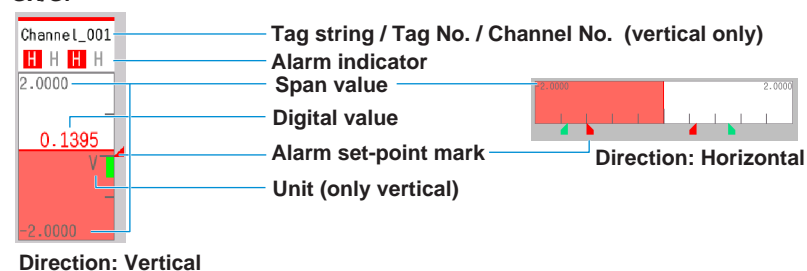 Channel_001
H H H H
2.0000
0.1395
V
-2.0000
Direction: Vertical
Tag string / Tag No. / Channel No. (vertical only)
Alarm indicator
Span value
Digital value
Alarm set-point mark
Unit (only vertical)
-2.0000 2.0000
Direction: Horizontal